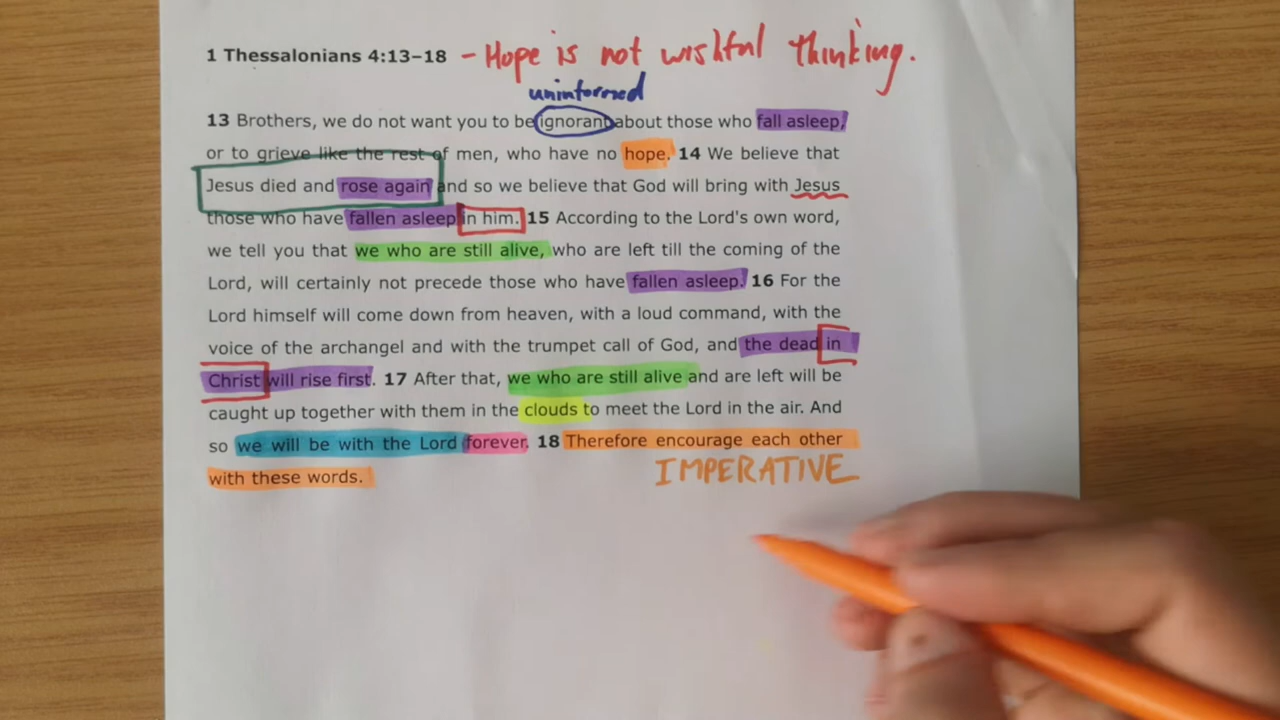 1 Thessalonians 4:13–18 - Hope is not wishful thinking.
uninformed
13 Brothers, we do not want you to be ignorant about those who fall asleep,
or to grieve like the rest of men, who have no hope. 14 We believe that
Jesus died and rose again and so we believe that God will bring with Jesus
those who have fallen asleep in him. 15 According to the Lord's own word,
we tell you that we who are still alive, who are left till the coming of the
Lord, will certainly not precede those who have fallen asleep. 16 For the
Lord himself will come down from heaven, with a loud command, with the
voice of the archangel and with the trumpet call of God, and the dead in
Christ will rise first. 17 After that, we who are still alive and are left will be
caught up together with them in the clouds to meet the Lord in the air. And
so we will be with the Lord forever. 18 Therefore encourage each other
with these words.
IMPERATIVE